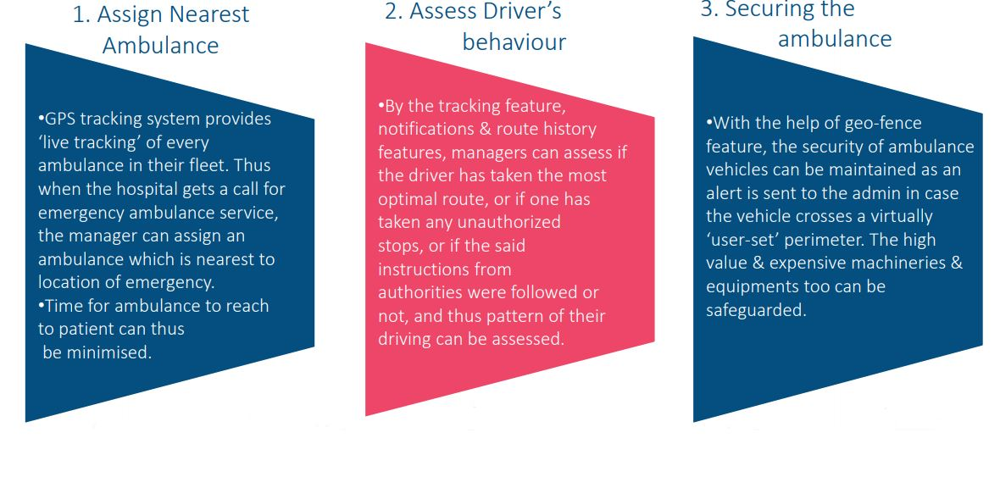 1. Assign Nearest
Ambulance
•GPS tracking system provides
‘live tracking’ of every
ambulance in their fleet. Thus
when the hospital gets a call for
emergency ambulance service,
the manager can assign an
ambulance which is nearest to
location of emergency.
•Time for ambulance to reach
to patient can thus
be minimised.
2. Assess Driver’s
behaviour
•By the tracking feature,
notifications & route history
features, managers can assess if
the driver has taken the most
optimal route, or if one has
taken any unauthorized
stops, or if the said
instructions from
authorities were followed or
not, and thus pattern of their
driving can be assessed.
3. Securing the
ambulance
•With the help of geo-fence
feature, the security of ambulance
vehicles can be maintained as an
alert is sent to the admin in case
the vehicle crosses a virtually
‘user-set’ perimeter. The high
value & expensive machineries &
equipments too can be
safeguarded.